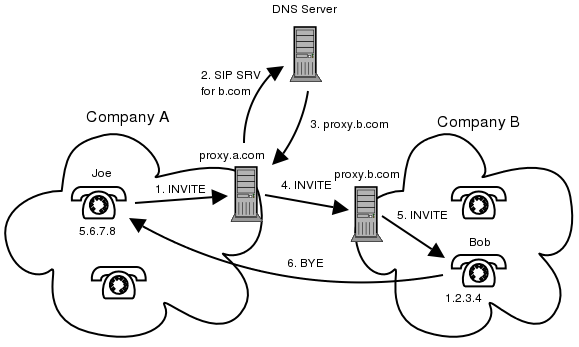 DNS Server
2. SIP SRV
for b.com
3. proxy.b.com
Company A
Company B
proxy.a.com
proxy.b.com
Joe
1. INVITE
4. INVITE
5. INVITE
5.6.7.8
Bob
6. BYE
1.2.3.4